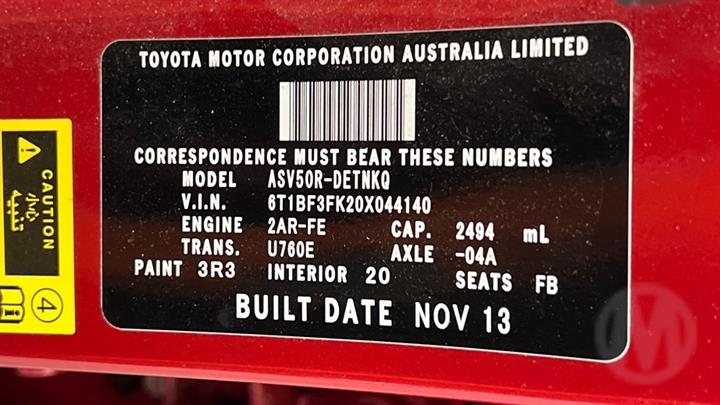 TOYOTA MOTOR CORPORATION AUSTRALIA LIMITED
CORRESPONDENCE MUST BEAR THESE NUMBERS
MODEL ASV50R-DETNKQ
V.I.N. 6T1BF3FK20X044140
ENGINE 2AR-FE CAP. 2494 mL
TRANS. U760E AXLE -04A
PAINT 3R3 INTERIOR 20 SEATS FB
BUILT DATE NOV 13
CAUTION
4
M